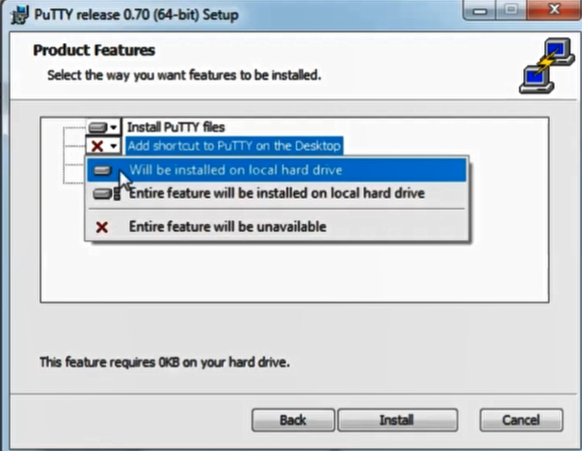 PuTTY release 0.70 (64-bit) Setup
Product Features
Select the way you want features to be installed.
Install PuTTY files
Add shortcut to PuTTY on the Desktop
Will be installed on local hard drive
Entire feature will be installed on local hard drive
Entire feature will be unavailable
This feature requires 0KB on your hard drive.
Back Install Cancel